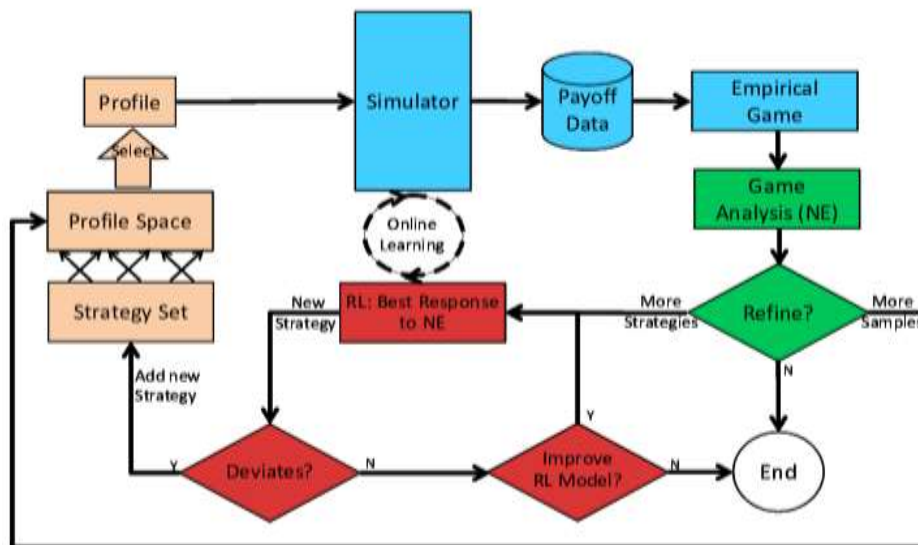 Profile
Simulator
Payoff
Data
Empirical
Game
Select
Game
Analysis (NE)
Profile Space
Online
Learning
Strategy Set
New
Strategy
RL: Best Response
to NE
More
Strategies
Refine?
More
Samples
Add new
Strategy
N
Y
Deviates?
Y
N
Improve
RL Model?
N
End